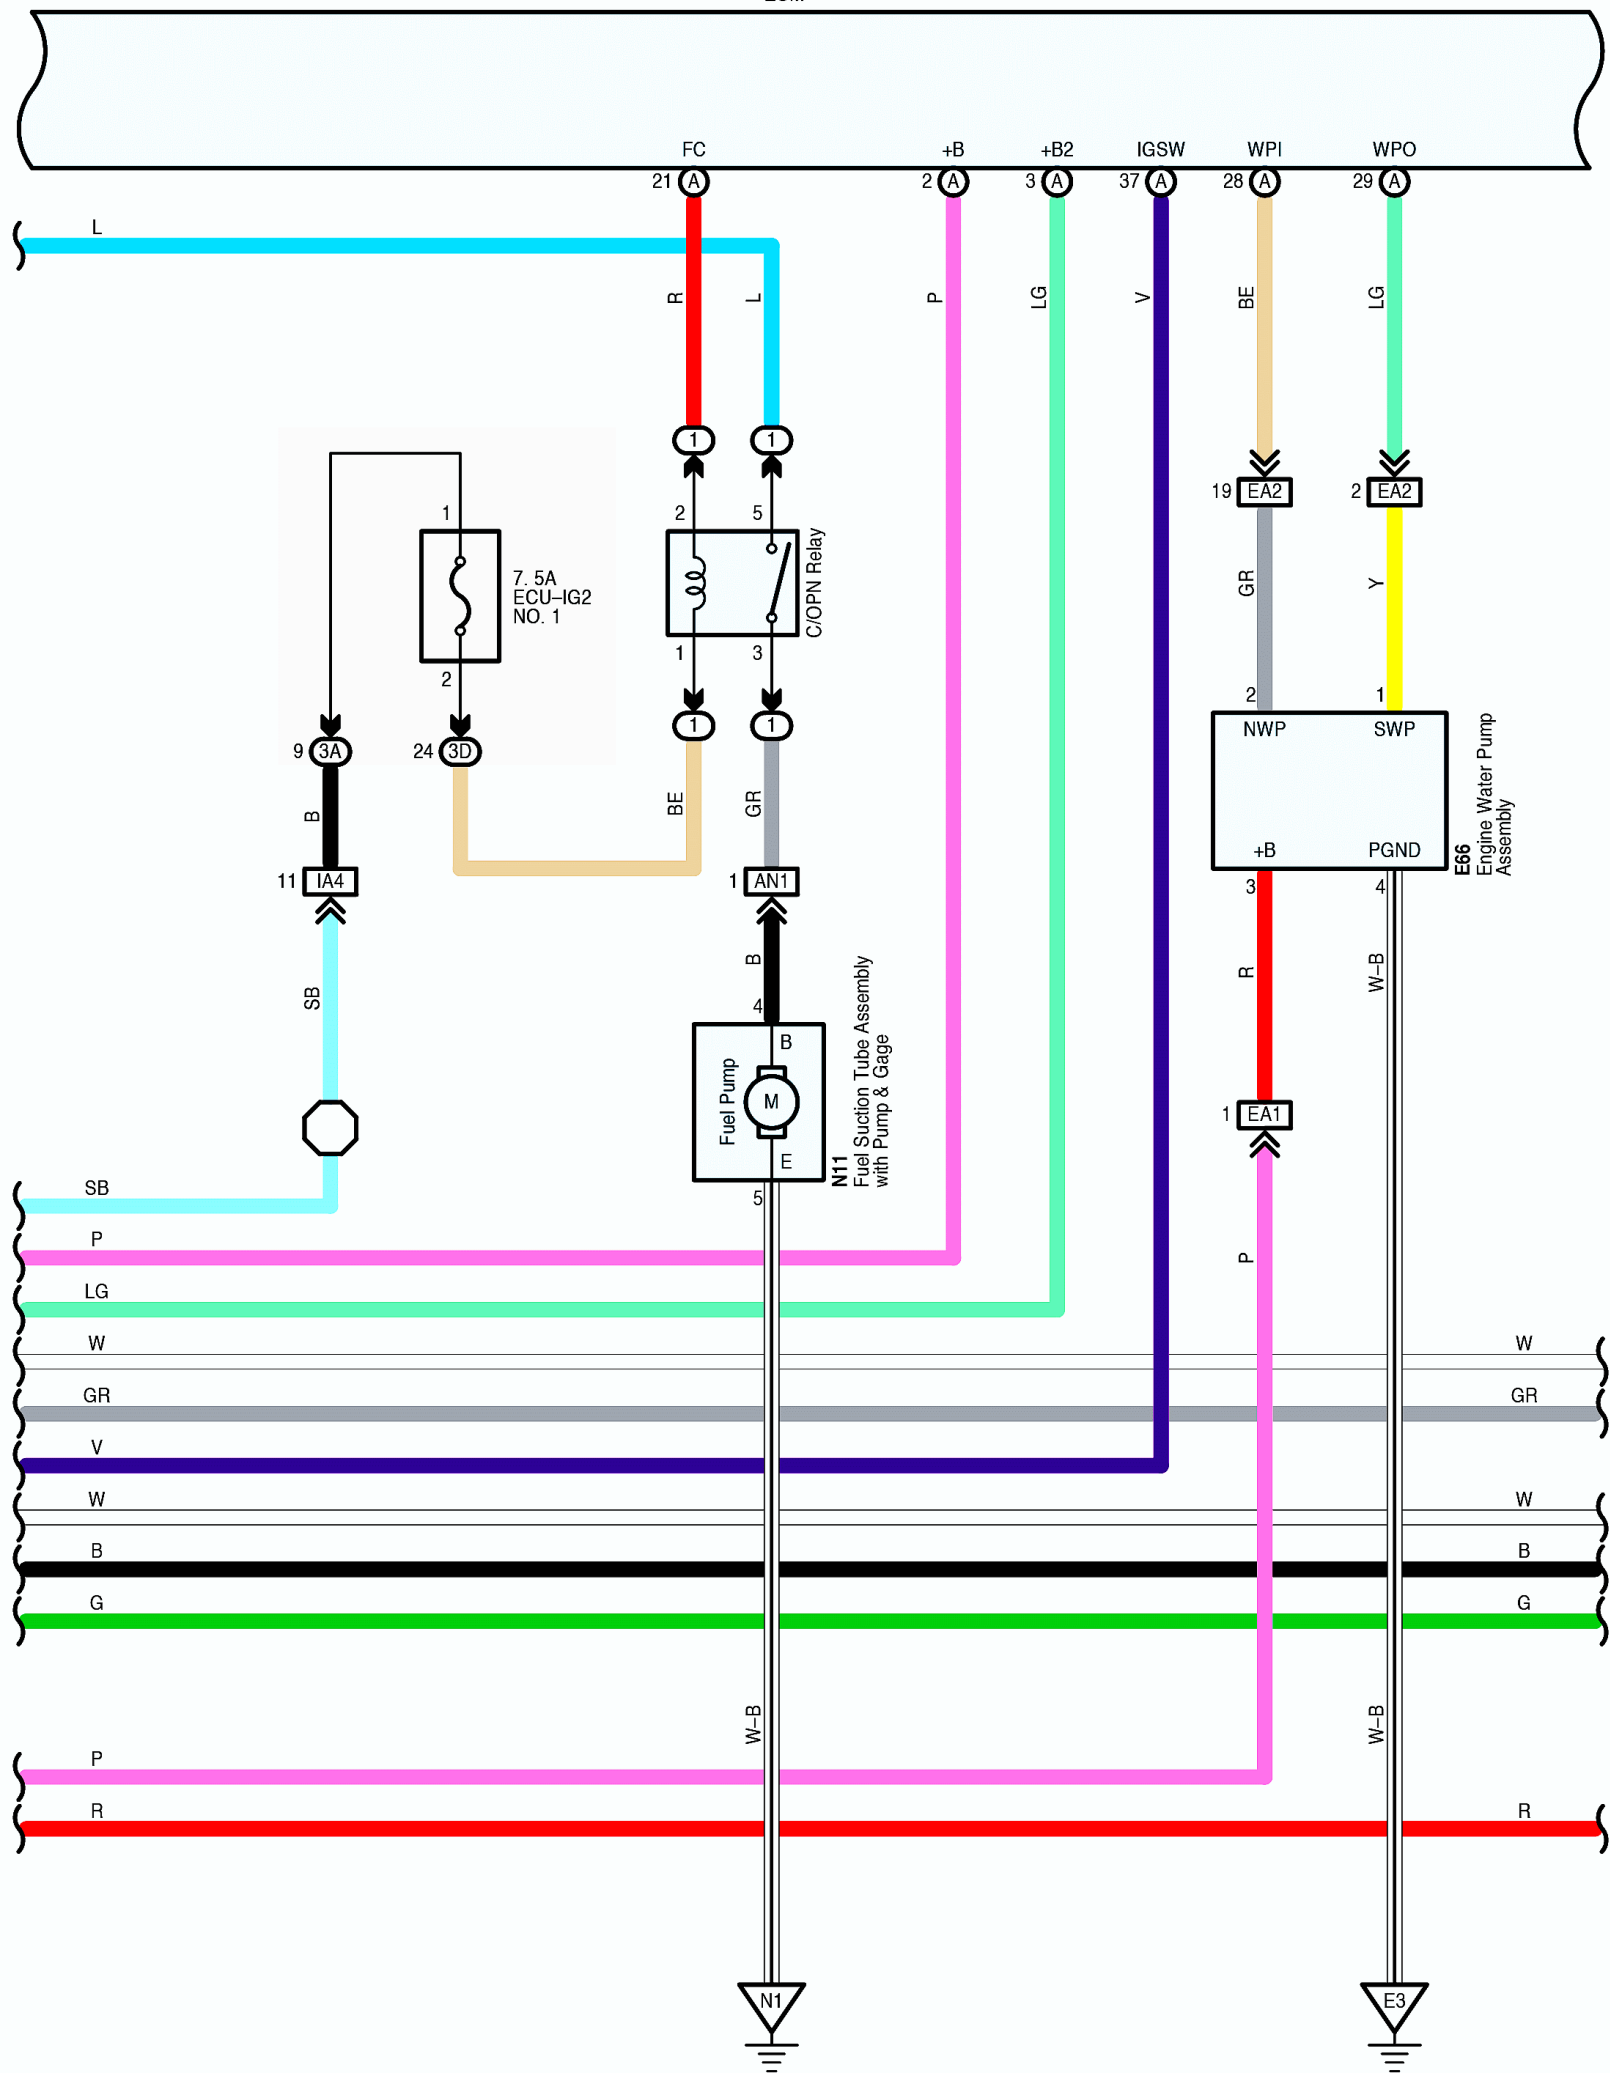 FC
+B
+B2
IGSW
WPI
WPO
21 A
2 A
3 A
37 A
28 A
29 A
L
R
L
P
LG
V
BE
LG
1
1
19 EA2
2 EA2
1
2
5
7. 5A
ECU–IG2
NO. 1
C/OPN Relay
GR
Y
2
1
3
2
1
1
1
NWP
SWP
9 3A
24 3D
B
BE
GR
+B
PGND
E66
Engine Water Pump
Assembly
11 IA4
1 AN1
3
4
SB
B
R
W–B
4
B
Fuel Pump
M
E
N11
Fuel Suction Tube Assembly
with Pump & Gage
1 EA1
5
SB
P
P
LG
W
W
GR
GR
V
W
W
B
B
G
G
W–B
W–B
P
R
R
N1
E3